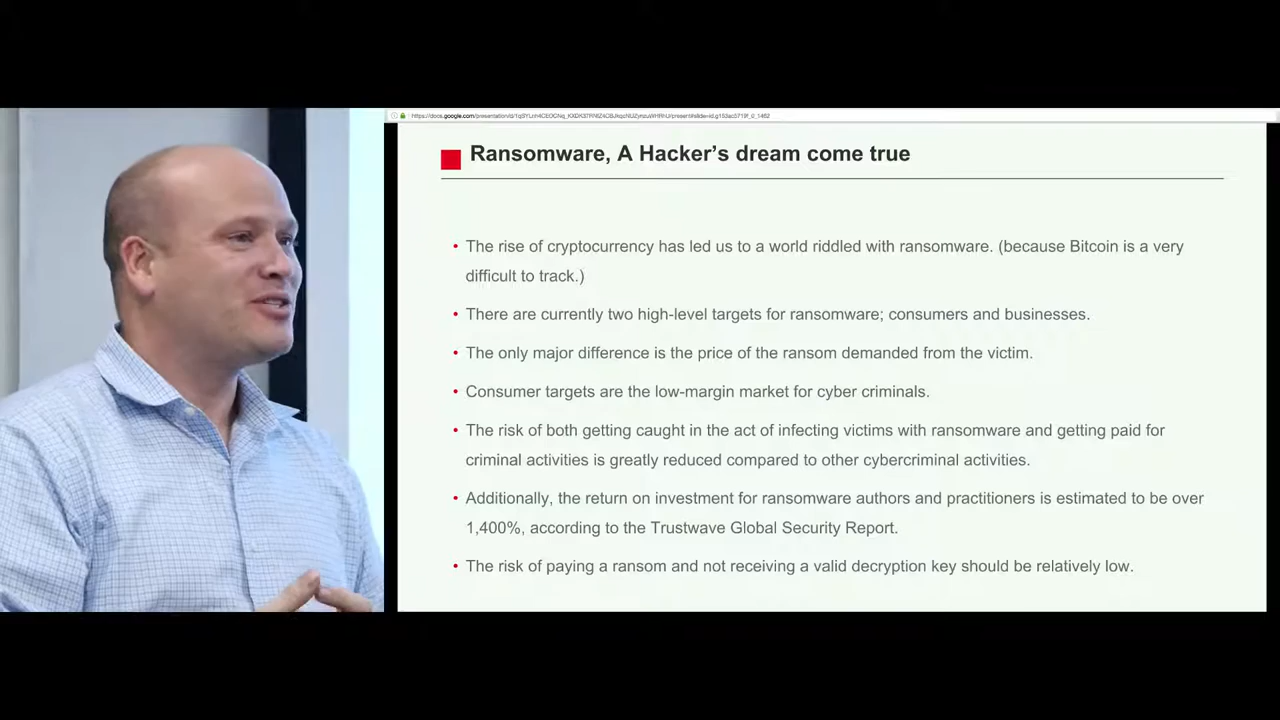 Ransomware, A Hacker's dream come true
• The rise of cryptocurrency has led us to a world riddled with ransomware. (because Bitcoin is a very
difficult to track.)
• There are currently two high-level targets for ransomware; consumers and businesses.
• The only major difference is the price of the ransom demanded from the victim.
• Consumer targets are the low-margin market for cyber criminals.
• The risk of both getting caught in the act of infecting victims with ransomware and getting paid for
criminal activities is greatly reduced compared to other cybercriminal activities.
• Additionally, the return on investment for ransomware authors and practitioners is estimated to be over
1,400%, according to the Trustwave Global Security Report.
• The risk of paying a ransom and not receiving a valid decryption key should be relatively low.